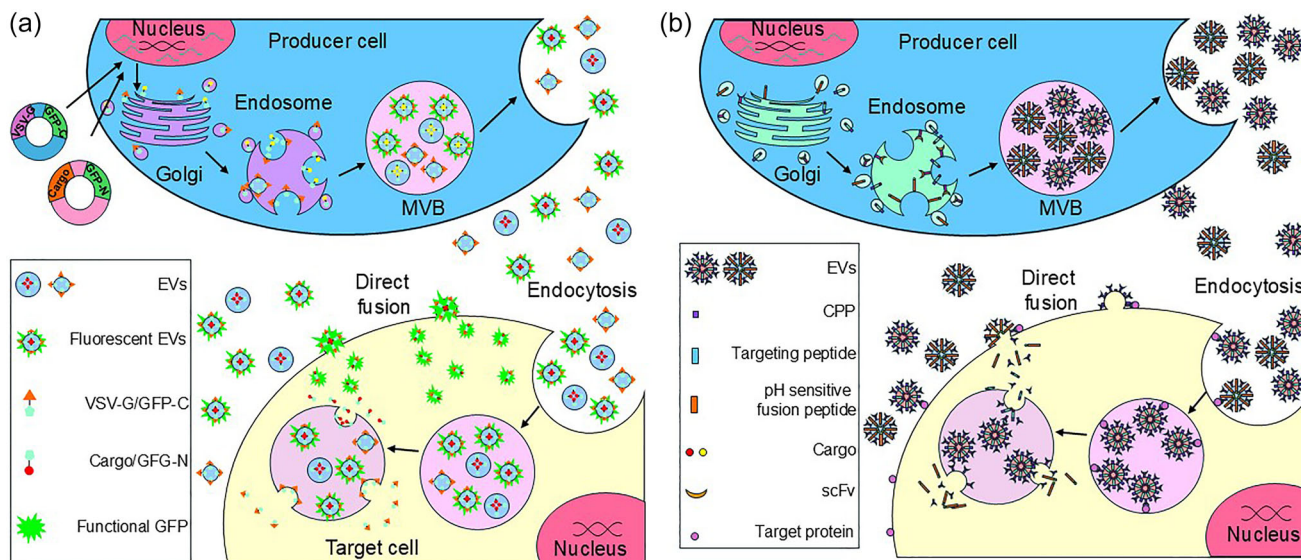 (a)
Nucleus
Producer cell
VSV-G
GFP-C
Cargo
GFP-N
Golgi
Endosome
MVB
EVs
Fluorescent EVs
VSV-G/GFP-C
Cargo/GFG-N
Functional GFP
Direct
fusion
Endocytosis
Target cell
Nucleus
(b)
Nucleus
Producer cell
Golgi
Endosome
MVB
EVs
CPP
Targeting peptide
pH sensitive
fusion peptide
Cargo
scFv
Target protein
Direct
fusion
Endocytosis
Nucleus